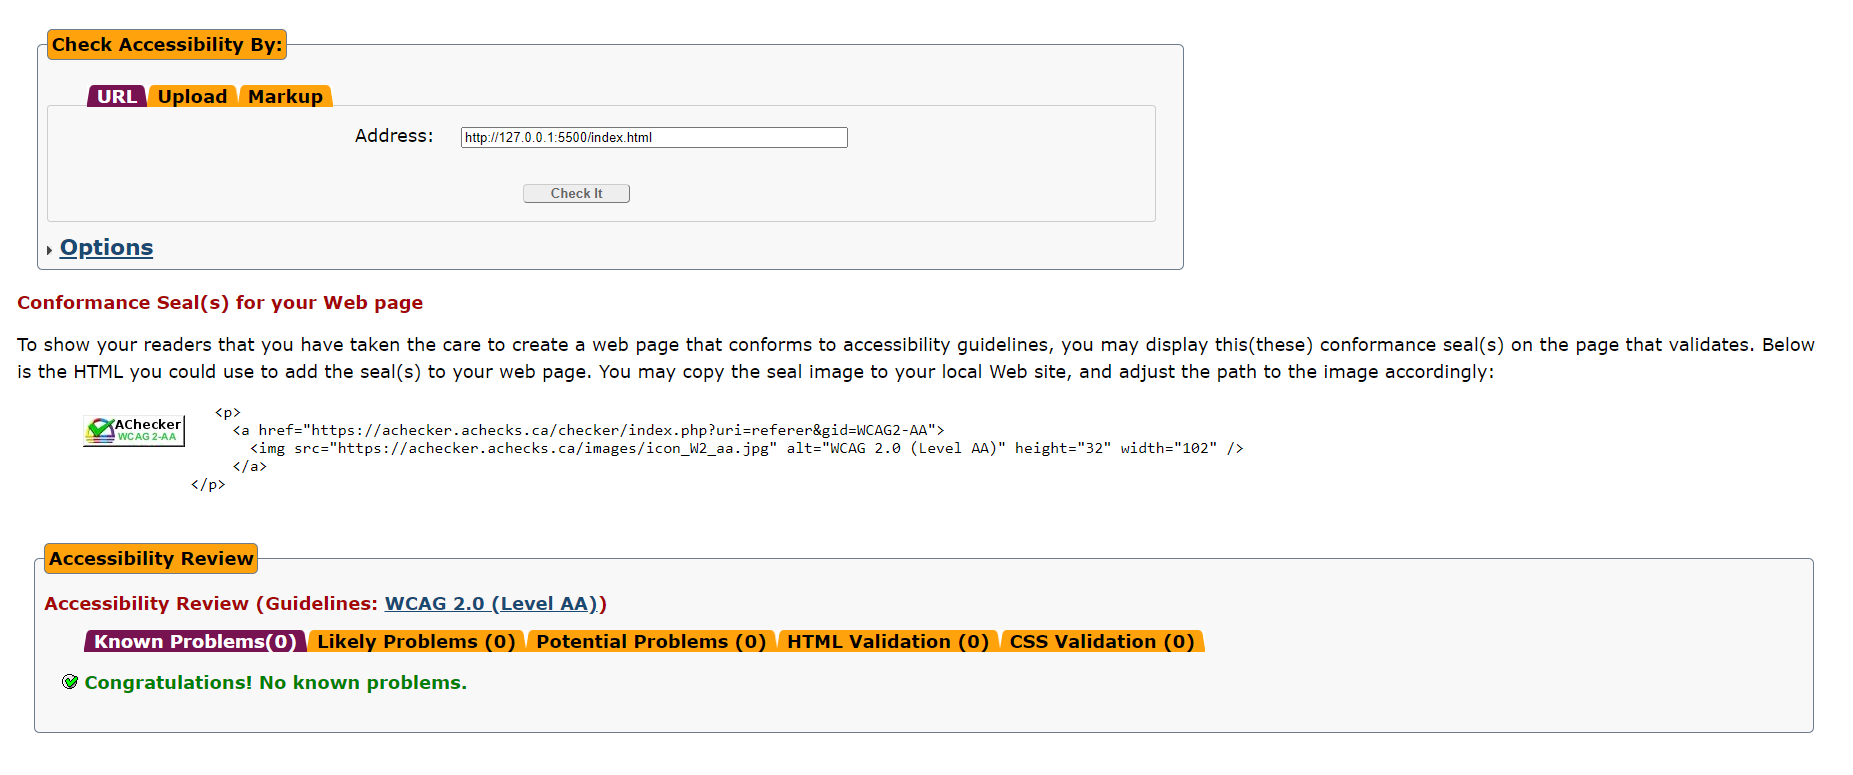 Check Accessibility By:
URL Upload Markup
Address: http://127.0.0.1:5500/index.html
Check It
Options
Conformance Seal(s) for your Web page
To show your readers that you have taken the care to create a web page that conforms to accessibility guidelines, you may display this(these) conformance seal(s) on the page that validates. Below
is the HTML you could use to add the seal(s) to your web page. You may copy the seal image to your local Web site, and adjust the path to the image accordingly:
AChecker
WCAG 2-AA
<p>
<a href="https://achecker.achecks.ca/checker/index.php?uri=referer&gid=WCAG2-AA">
<img src="https://achecker.achecks.ca/images/icon_W2_aa.jpg" alt="WCAG 2.0 (Level AA)" height="32" width="102" />
</a>
</p>
Accessibility Review
Accessibility Review (Guidelines: WCAG 2.0 (Level AA))
Known Problems(0) Likely Problems (0) Potential Problems (0) HTML Validation (0) CSS Validation (0)
Congratulations! No known problems.